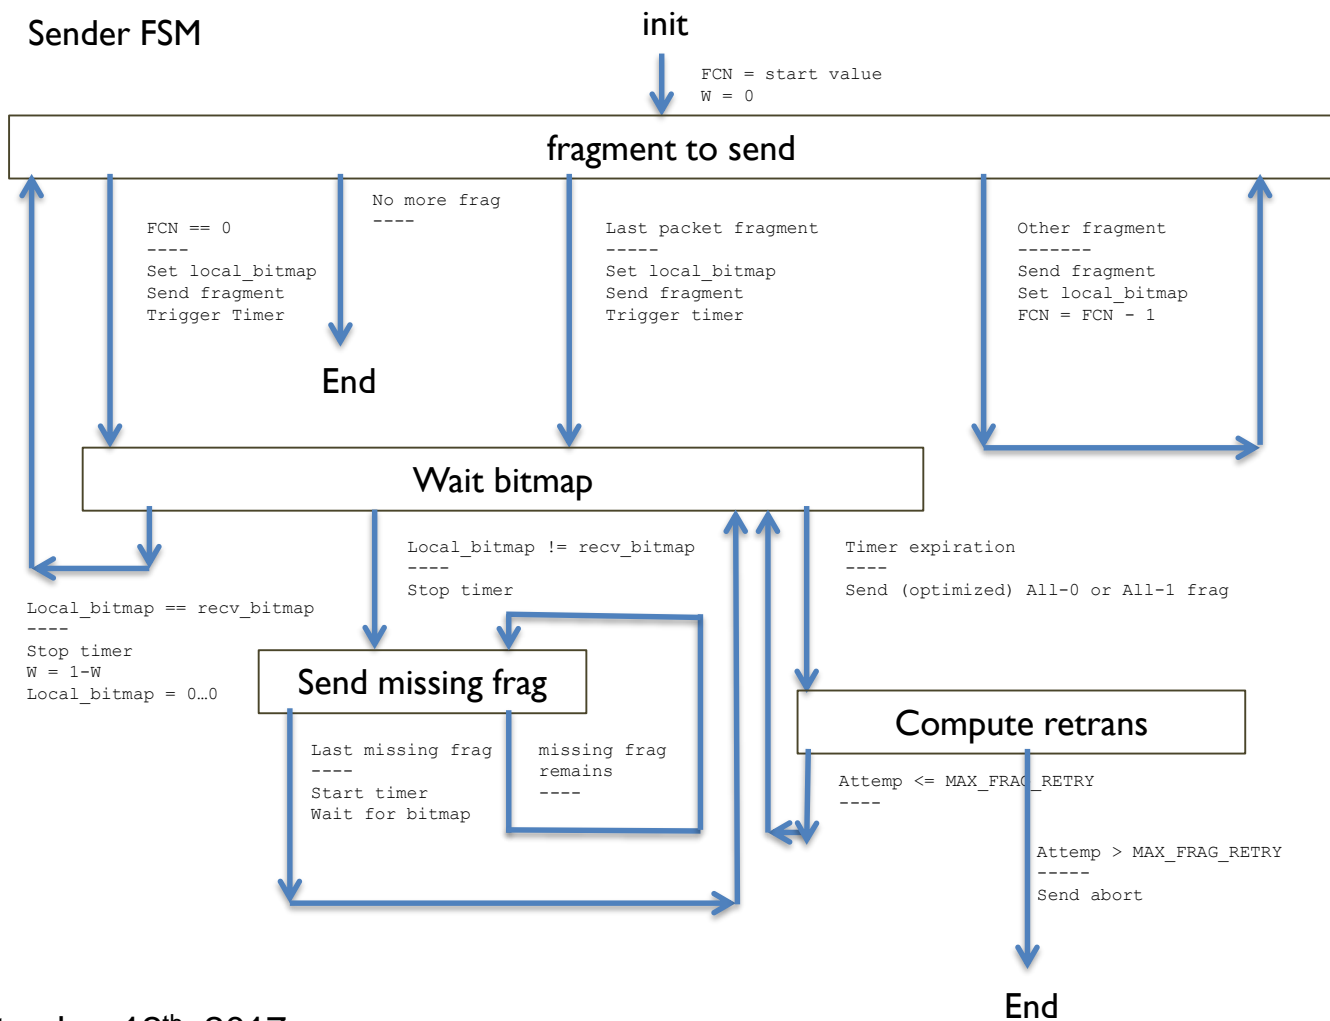 Sender FSM
init
FCN = start value
W = 0
fragment to send
FCN == 0
----
Set local_bitmap
Send fragment
Trigger Timer
No more frag
----
End
Last packet fragment
-----
Set local_bitmap
Send fragment
Trigger timer
Other fragment
-------
Send fragment
Set local_bitmap
FCN = FCN - 1
Wait bitmap
Local_bitmap == recv_bitmap
----
Stop timer
W = 1-W
Local_bitmap = 0…0
Local_bitmap != recv_bitmap
----
Stop timer
Timer expiration
----
Send (optimized) All-0 or All-1 frag
Send missing frag
Last missing frag
----
Start timer
Wait for bitmap
missing frag
remains
----
Compute retrans
Attemp <= MAX_FRAG_RETRY
----
Attemp > MAX_FRAG_RETRY
-----
Send abort
End
2017